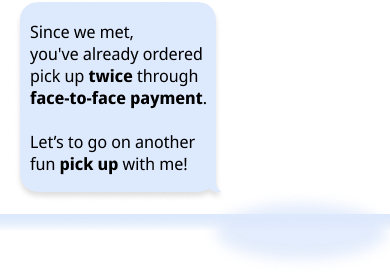 Since we met,
you've already ordered
pick up twice through
face-to-face payment.
Let’s to go on another
fun pick up with me!